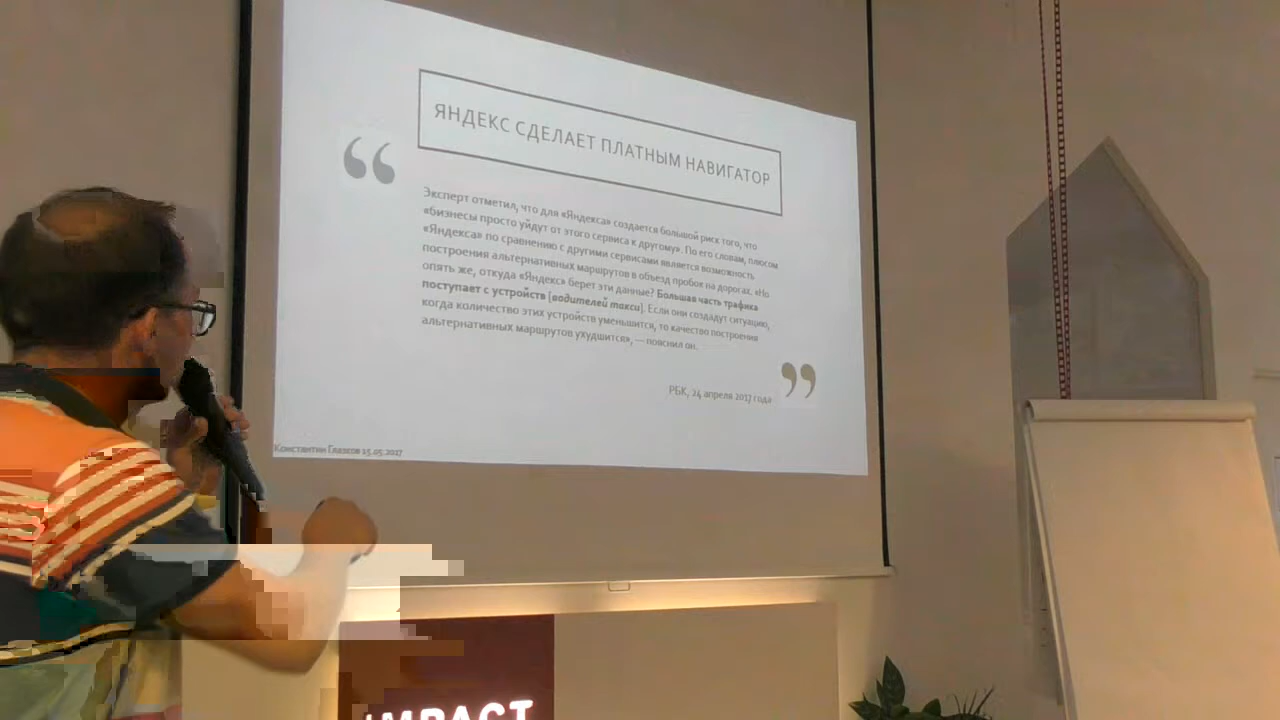 ЯНДЕКС СДЕЛАЕТ ПЛАТНЫМ НАВИГАТОР
“
Эксперт отметил, что для «Яндекса» создается большой риск того, что
«бизнесы просто уйдут от этого сервиса к другому». По его словам, плюсом
«Яндекса» по сравнению с другими сервисами является возможность
построения альтернативных маршрутов в объезд пробок на дорогах. «Но
опять же, откуда «Яндекс» берет эти данные? Большая часть трафика
поступает с устройств [водителей такси]. Если они создадут ситуацию,
когда количество этих устройств уменьшится, то качество построения
альтернативных маршрутов ухудшится», — пояснил он.
”
РБК, 24 апреля 2017 года
Константин Глазков 15.05.2017
IMPACT